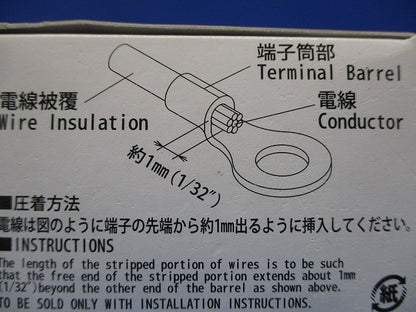 端子筒部
Terminal Barrel
電線被覆
Wire Insulation
電線
Conductor
約1mm(1/32")
■圧着方法
電線は図のように端子の先端から約1mm出るように挿入してください。
■INSTRUCTIONS
The length of the stripped portion of wires is to be such
that the free end of the stripped portion extends about 1mm
(1/32")beyond the other end of the barrel as shown above.
TO BE SOLD ONLY WITH INSTALLATION INSTRUCTIONS.
紙